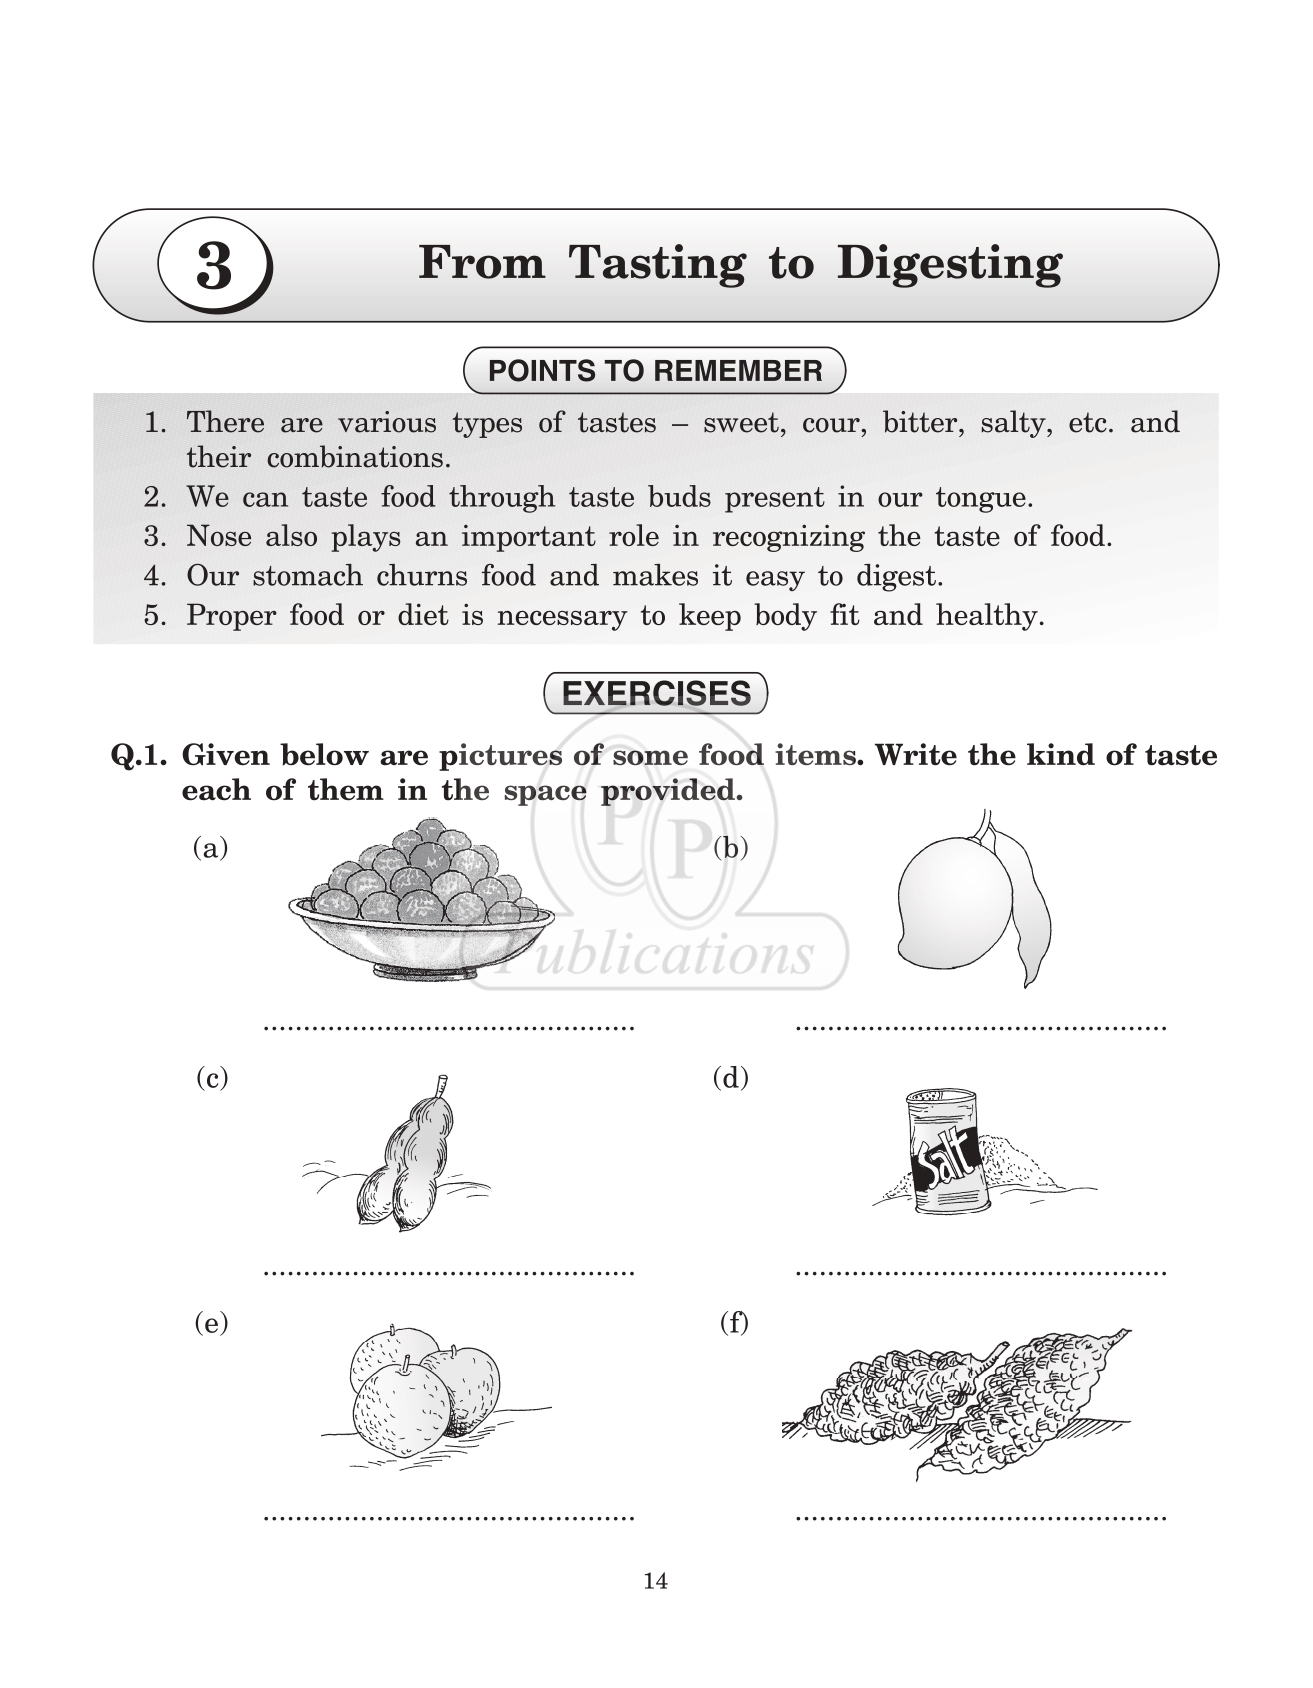 3
From Tasting to Digesting
POINTS TO REMEMBER
1. There are various types of tastes – sweet, cour, bitter, salty, etc. and
their combinations.
2. We can taste food through taste buds present in our tongue.
3. Nose also plays an important role in recognizing the taste of food.
4. Our stomach churns food and makes it easy to digest.
5. Proper food or diet is necessary to keep body fit and healthy.
EXERCISES
Q.1. Given below are pictures of some food items. Write the kind of taste
each of them in the space provided.
PP
Publications
(a)
(b)
..............................................
..............................................
(c)
(d)
Salt
..............................................
..............................................
(e)
(f)
..............................................
..............................................
14